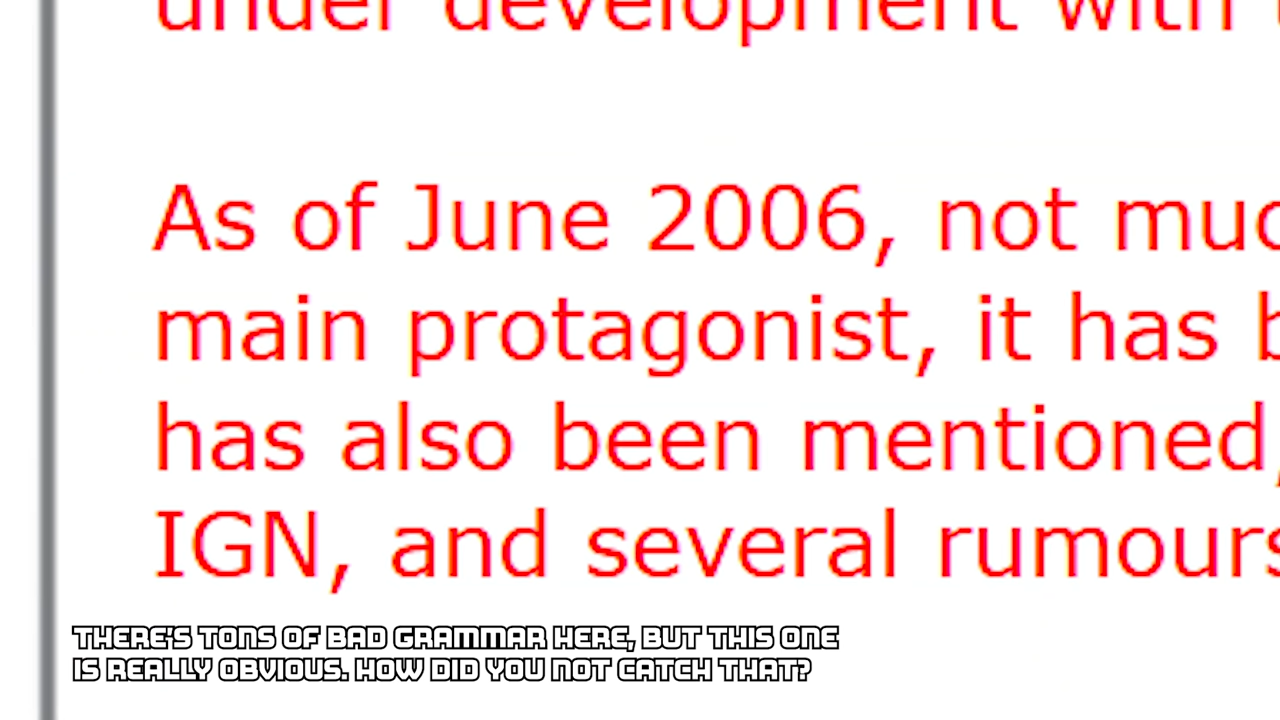 under development with
As of June 2006, not muc
main protagonist, it has b
has also been mentioned,
IGN, and several rumours
THERE'S TONS OF BAD GRAMMAR HERE, BUT THIS ONE
IS REALLY OBVIOUS. HOW DID YOU NOT CATCH THAT?